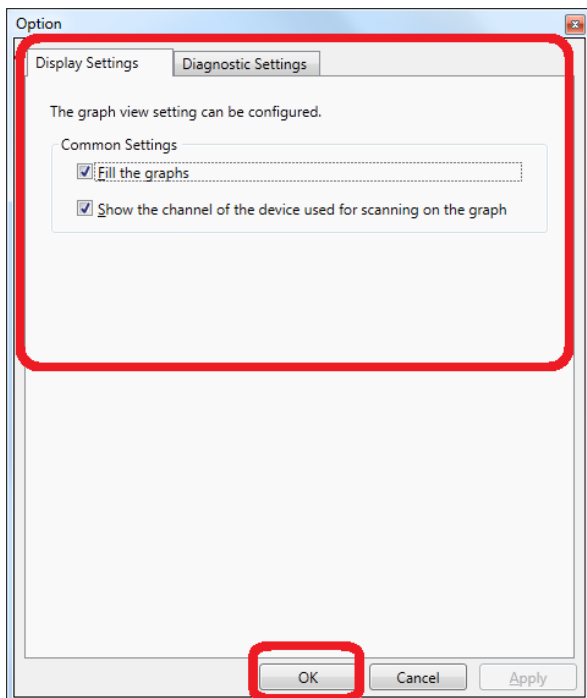 Option
Display Settings Diagnostic Settings
The graph view setting can be configured.
Common Settings
Fill the graphs
Show the channel of the device used for scanning on the graph
OK Cancel Apply